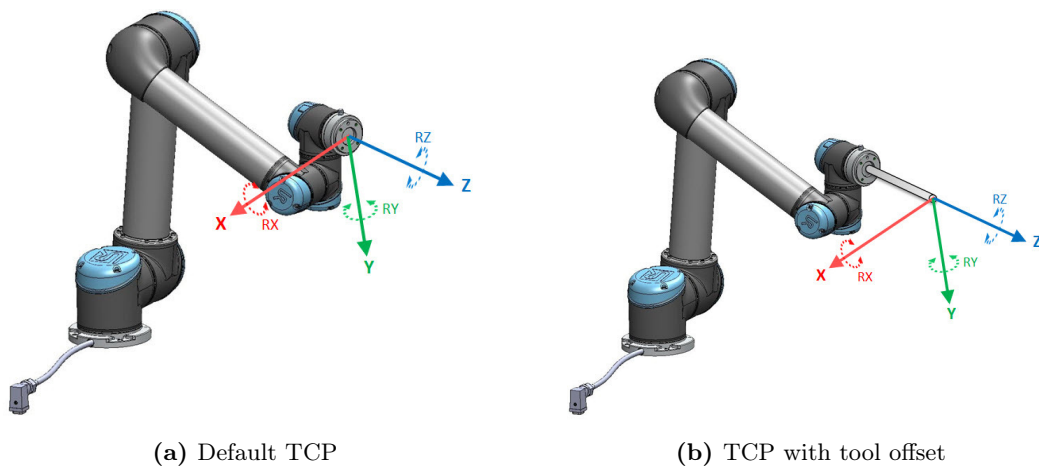 RZ
Z
X
RX
RY
Y
(a) Default TCP
RZ
Z
X
RX
RY
Y
(b) TCP with tool offset